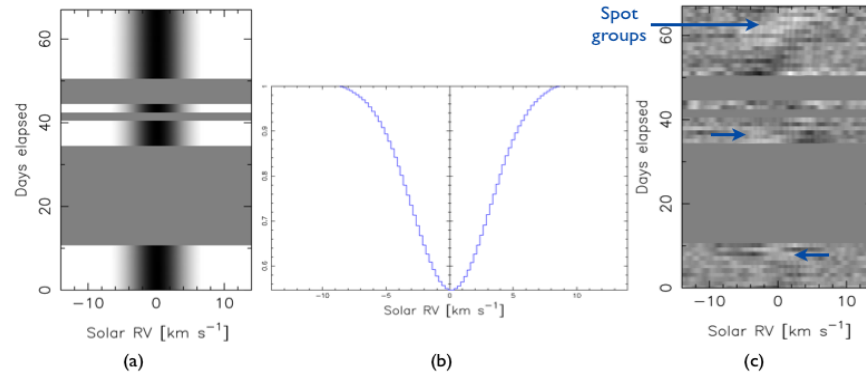 60
40
20
0
Days elapsed
−10 0 10
Solar RV [km s⁻¹]
(a)
1
0.9
0.8
0.7
0.6
−10 −5 0 5 10
Solar RV [km s⁻¹]
(b)
Spot
groups
60
40
20
0
Days elapsed
−10 0 10
Solar RV [km s⁻¹]
(c)